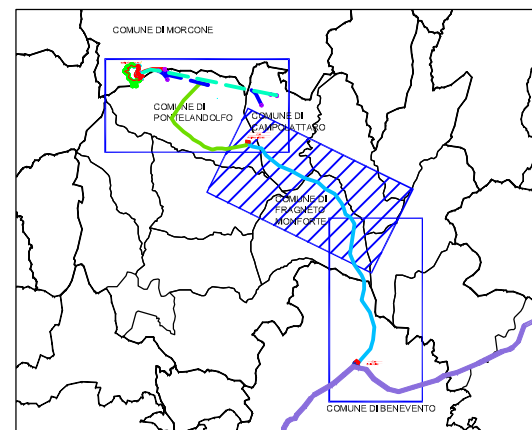 COMUNE DI MORCONE
COMUNE DI
PONTELANDOLFO
COMUNE DI
CAMPOLATTARO
COMUNE DI
FRAGNETO
MONFORTE
COMUNE DI BENEVENTO